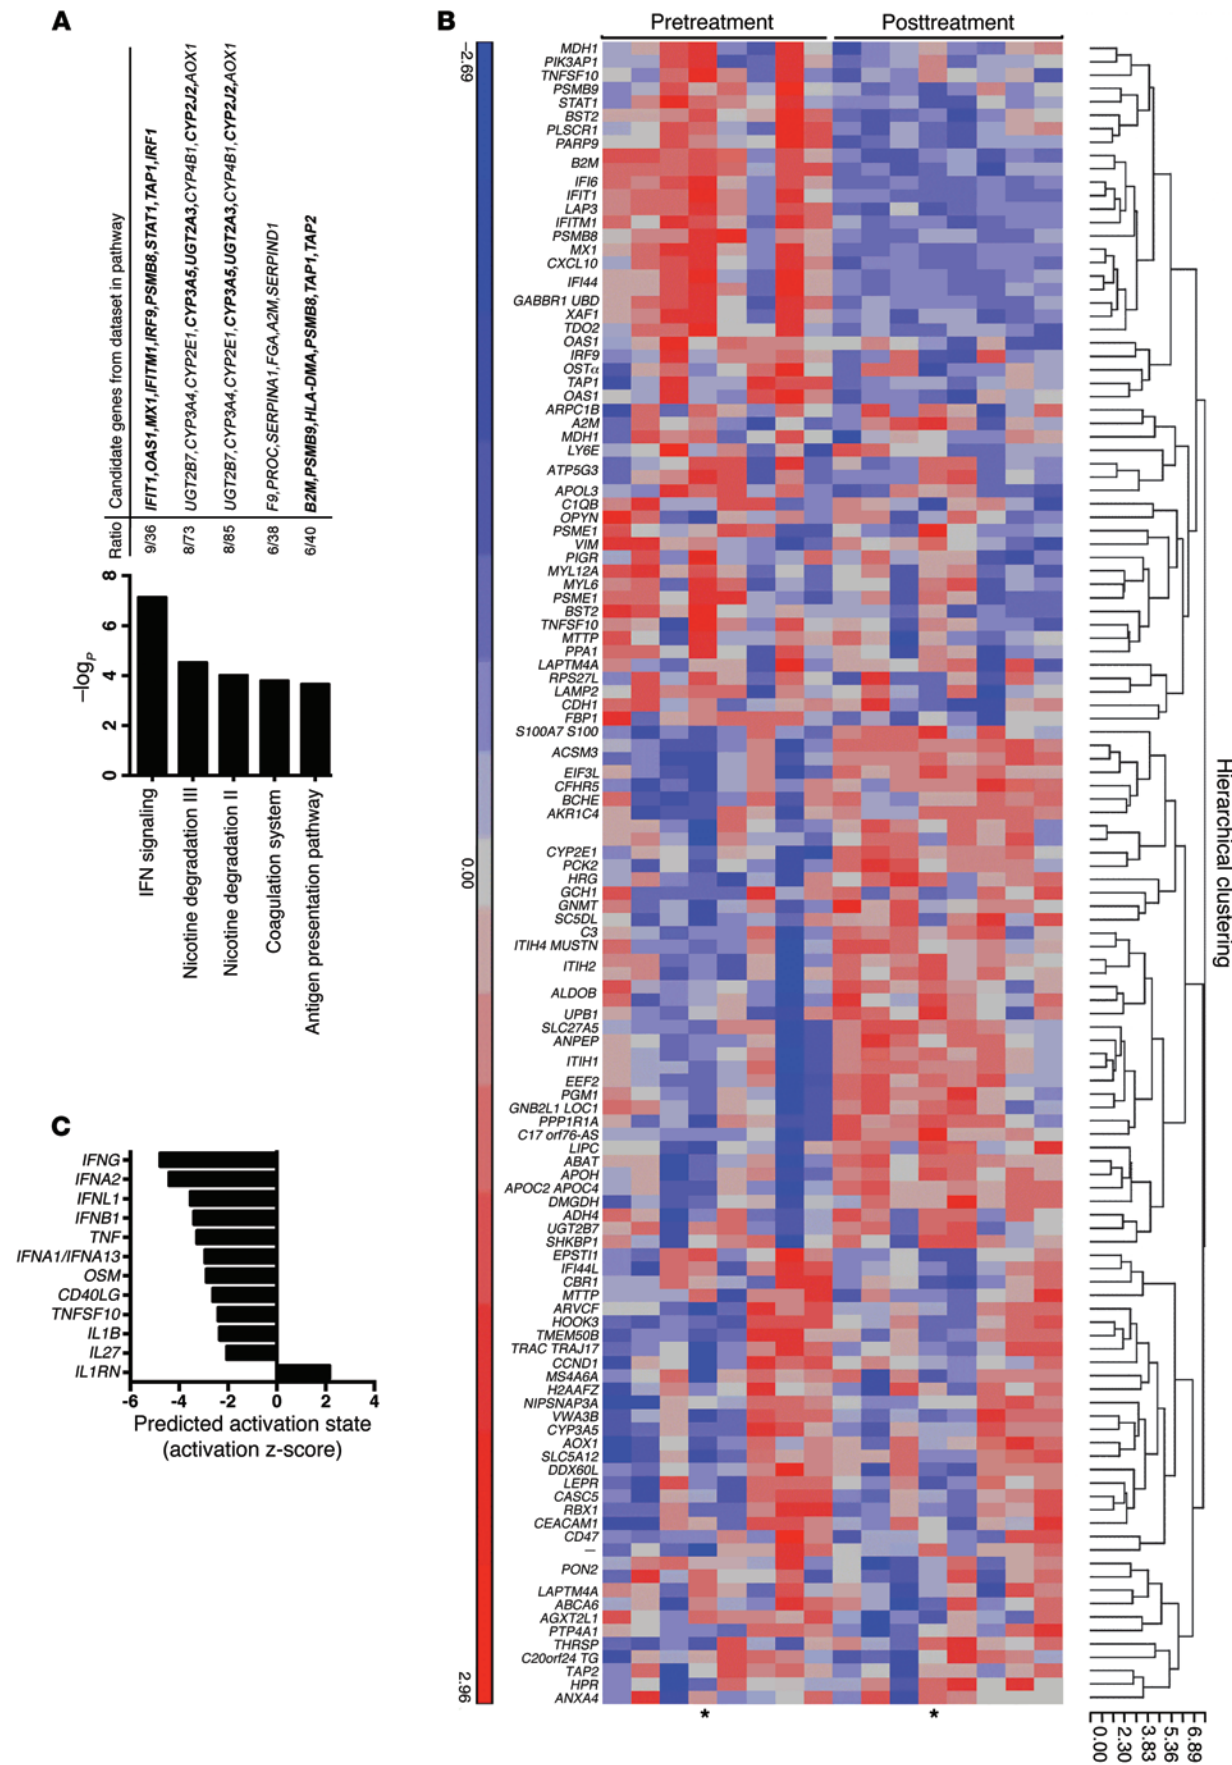 A
Ratio Candidate genes from dataset in pathway
9/36 IFIT1,OAS1,MX1,IFITM1,IRF9,PSMB8,STAT1,TAP1,IRF1
8/73 UGT2B7,CYP3A4,CYP2E1,CYP3A5,UGT2A3,CYP4B1,CYP2J2,AOX1
8/85 UGT2B7,CYP3A4,CYP2E1,CYP3A5,UGT2A3,CYP4B1,CYP2J2,AOX1
6/38 F9,PROC,SERPINA1,FGA,A2M,SERPIND1
6/40 B2M,PSMB9,HLA-DMA,PSMB8,TAP1,TAP2
–logP
8
6
4
2
0
IFN signaling
Nicotine degradation III
Nicotine degradation II
Coagulation system
Antigen presentation pathway
B
Pretreatment Posttreatment
–2.69
0.00
2.96
MDH1
PIK3AP1
TNFSF10
PSMB9
STAT1
BST2
PLSCR1
PARP9
B2M
IFI6
IFIT1
LAP3
IFITM1
PSMB8
MX1
CXCL10
IFI44
GABBR1 UBD
XAF1
TDO2
OAS1
IRF9
OSTα
TAP1
OAS1
ARPC1B
A2M
MDH1
LY6E
ATP5G3
APOL3
C1QB
OPYN
PSME1
VIM
PIGR
MYL12A
MYL6
PSME1
BST2
TNFSF10
MTTP
PPA1
LAPTM4A
RPS27L
LAMP2
CDH1
FBP1
S100A7 S100
ACSM3
EIF3L
CFHR5
BCHE
AKR1C4
CYP2E1
PCK2
HRG
GCH1
GNMT
SC5DL
C3
ITIH4 MUSTN
ITIH2
ALDOB
UPB1
SLC27A5
ANPEP
ITIH1
EEF2
PGM1
GNB2L1 LOC1
PPP1R1A
C17 orf76-AS
LIPC
ABAT
APOH
APOC2 APOC4
DMGDH
ADH4
UGT2B7
SHKBP1
EPSTI1
IFI44L
CBR1
MTTP
ARVCF
HOOK3
TMEM50B
TRAC TRAJ17
CCND1
MS4A6A
H2AAFZ
NIPSNAP3A
VWA3B
CYP3A5
AOX1
SLC5A12
DDX60L
LEPR
CASC5
RBX1
CEACAM1
CD47
—
PON2
LAPTM4A
ABCA6
AGXT2L1
PTP4A1
THRSP
C20orf24 TG
TAP2
HPR
ANXA4
* *
Hierarchical clustering
0.00
2.30
3.83
5.36
6.89
C
IFNG
IFNA2
IFNL1
IFNB1
TNF
IFNA1/IFNA13
OSM
CD40LG
TNFSF10
IL1B
IL27
IL1RN
-6 -4 -2 0 2 4
Predicted activation state
(activation z-score)